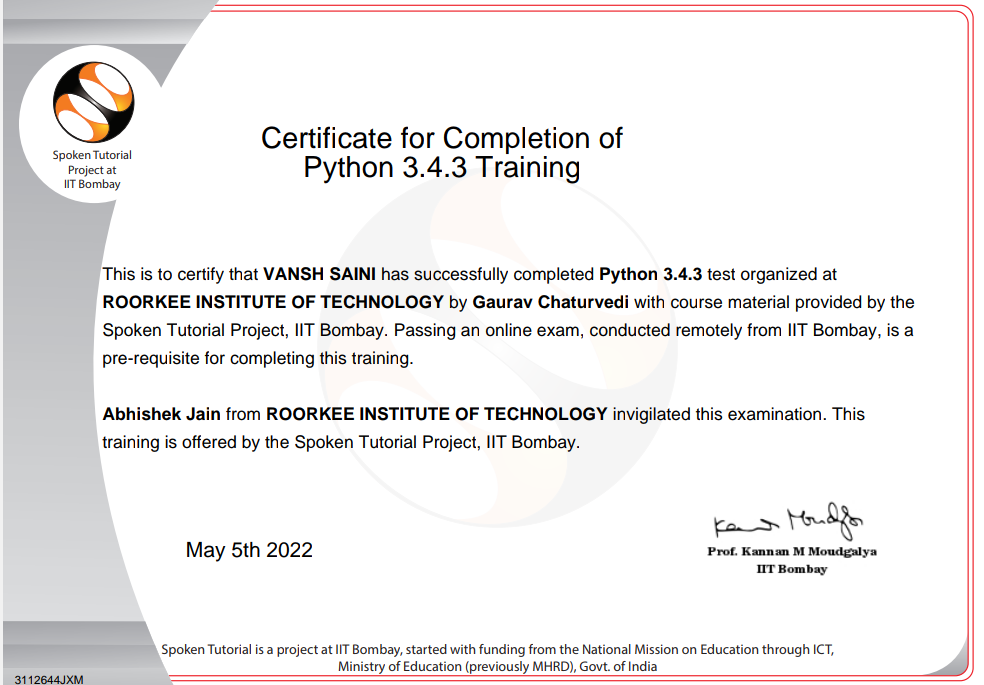 Spoken Tutorial
Project at
IIT Bombay
Certificate for Completion of
Python 3.4.3 Training
This is to certify that VANSH SAINI has successfully completed Python 3.4.3 test organized at
ROORKEE INSTITUTE OF TECHNOLOGY by Gaurav Chaturvedi with course material provided by the
Spoken Tutorial Project, IIT Bombay. Passing an online exam, conducted remotely from IIT Bombay, is a
pre-requisite for completing this training.
Abhishek Jain from ROORKEE INSTITUTE OF TECHNOLOGY invigilated this examination. This
training is offered by the Spoken Tutorial Project, IIT Bombay.
May 5th 2022
Prof. Kannan M Moudgalya
IIT Bombay
Spoken Tutorial is a project at IIT Bombay, started with funding from the National Mission on Education through ICT,
Ministry of Education (previously MHRD), Govt. of India
3112644JXM